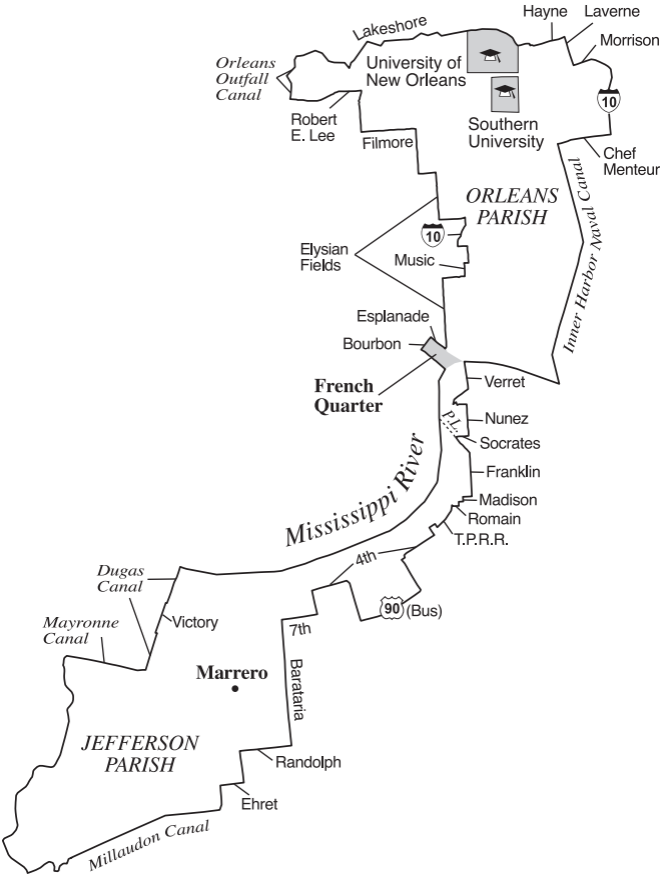 Hayne
Laverne
Lakeshore
Morrison
Orleans
Outfall
Canal
University of
New Orleans
10
Robert
E. Lee
Southern
University
Filmore
Chef
Menteur
ORLEANS
PARISH
10
Elysian
Fields
Music
Inner Harbor Naval Canal
Esplanade
Bourbon
French
Quarter
Verret
P.L.
Nunez
Socrates
Mississippi River
Franklin
Madison
Romain
T.P.R.R.
4th
Dugas
Canal
90 (Bus)
Mayronne
Canal
Victory
7th
Marrero
Barataria
JEFFERSON
PARISH
Randolph
Ehret
Millaudon Canal